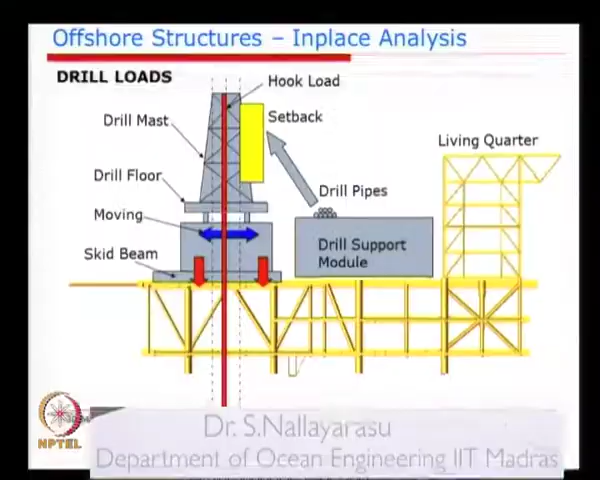 Offshore Structures – Inplace Analysis
DRILL LOADS
Hook Load
Drill Mast
Setback
Living Quarter
Drill Floor
Drill Pipes
Moving
Drill Support
Module
Skid Beam
NPTEL
Dr. S.Nallayarasu
Department of Ocean Engineering IIT Madras